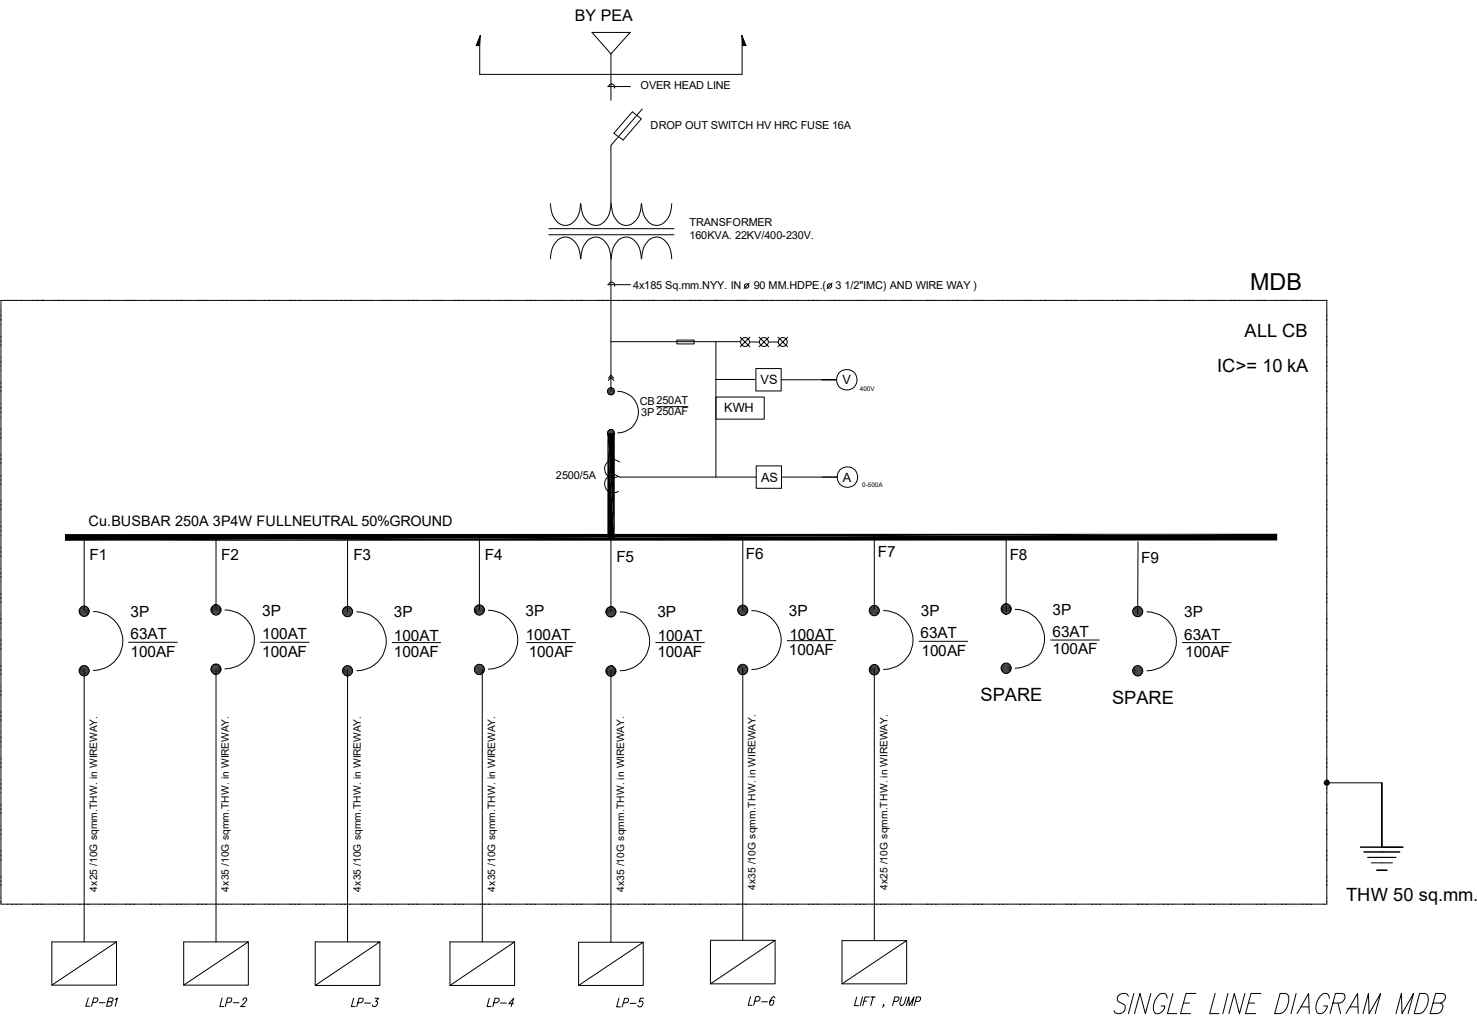 BY PEA
OVER HEAD LINE
DROP OUT SWITCH HV HRC FUSE 16A
TRANSFORMER
160KVA. 22KV/400-230V.
4x185 Sq.mm.NYY. IN ø 90 MM.HDPE.(ø 3 1/2"IMC) AND WIRE WAY )
MDB
ALL CB
IC>= 10 kA
VS
V
400V
CB 250AT
3P 250AF
KWH
2500/5A
AS
A
0-500A
Cu.BUSBAR 250A 3P4W FULLNEUTRAL 50%GROUND
F1
F2
F3
F4
F5
F6
F7
F8
F9
3P
63AT
100AF
3P
100AT
100AF
3P
100AT
100AF
3P
100AT
100AF
3P
100AT
100AF
3P
100AT
100AF
3P
63AT
100AF
3P
63AT
100AF
SPARE
3P
63AT
100AF
SPARE
4x25 /10G sqmm.THW. in WIREWAY.
4x35 /10G sqmm.THW. in WIREWAY.
4x35 /10G sqmm.THW. in WIREWAY.
4x35 /10G sqmm.THW. in WIREWAY.
4x35 /10G sqmm.THW. in WIREWAY.
4x35 /10G sqmm.THW. in WIREWAY.
4x25 /10G sqmm.THW. in WIREWAY.
THW 50 sq.mm.
LP-B1
LP-2
LP-3
LP-4
LP-5
LP-6
LIFT , PUMP
SINGLE LINE DIAGRAM MDB